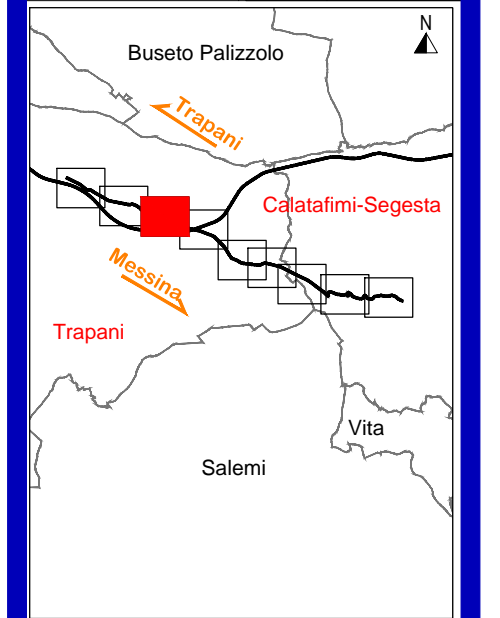 N
Buseto Palizzolo
Trapani
Calatafimi-Segesta
Messina
Trapani
Vita
Salemi